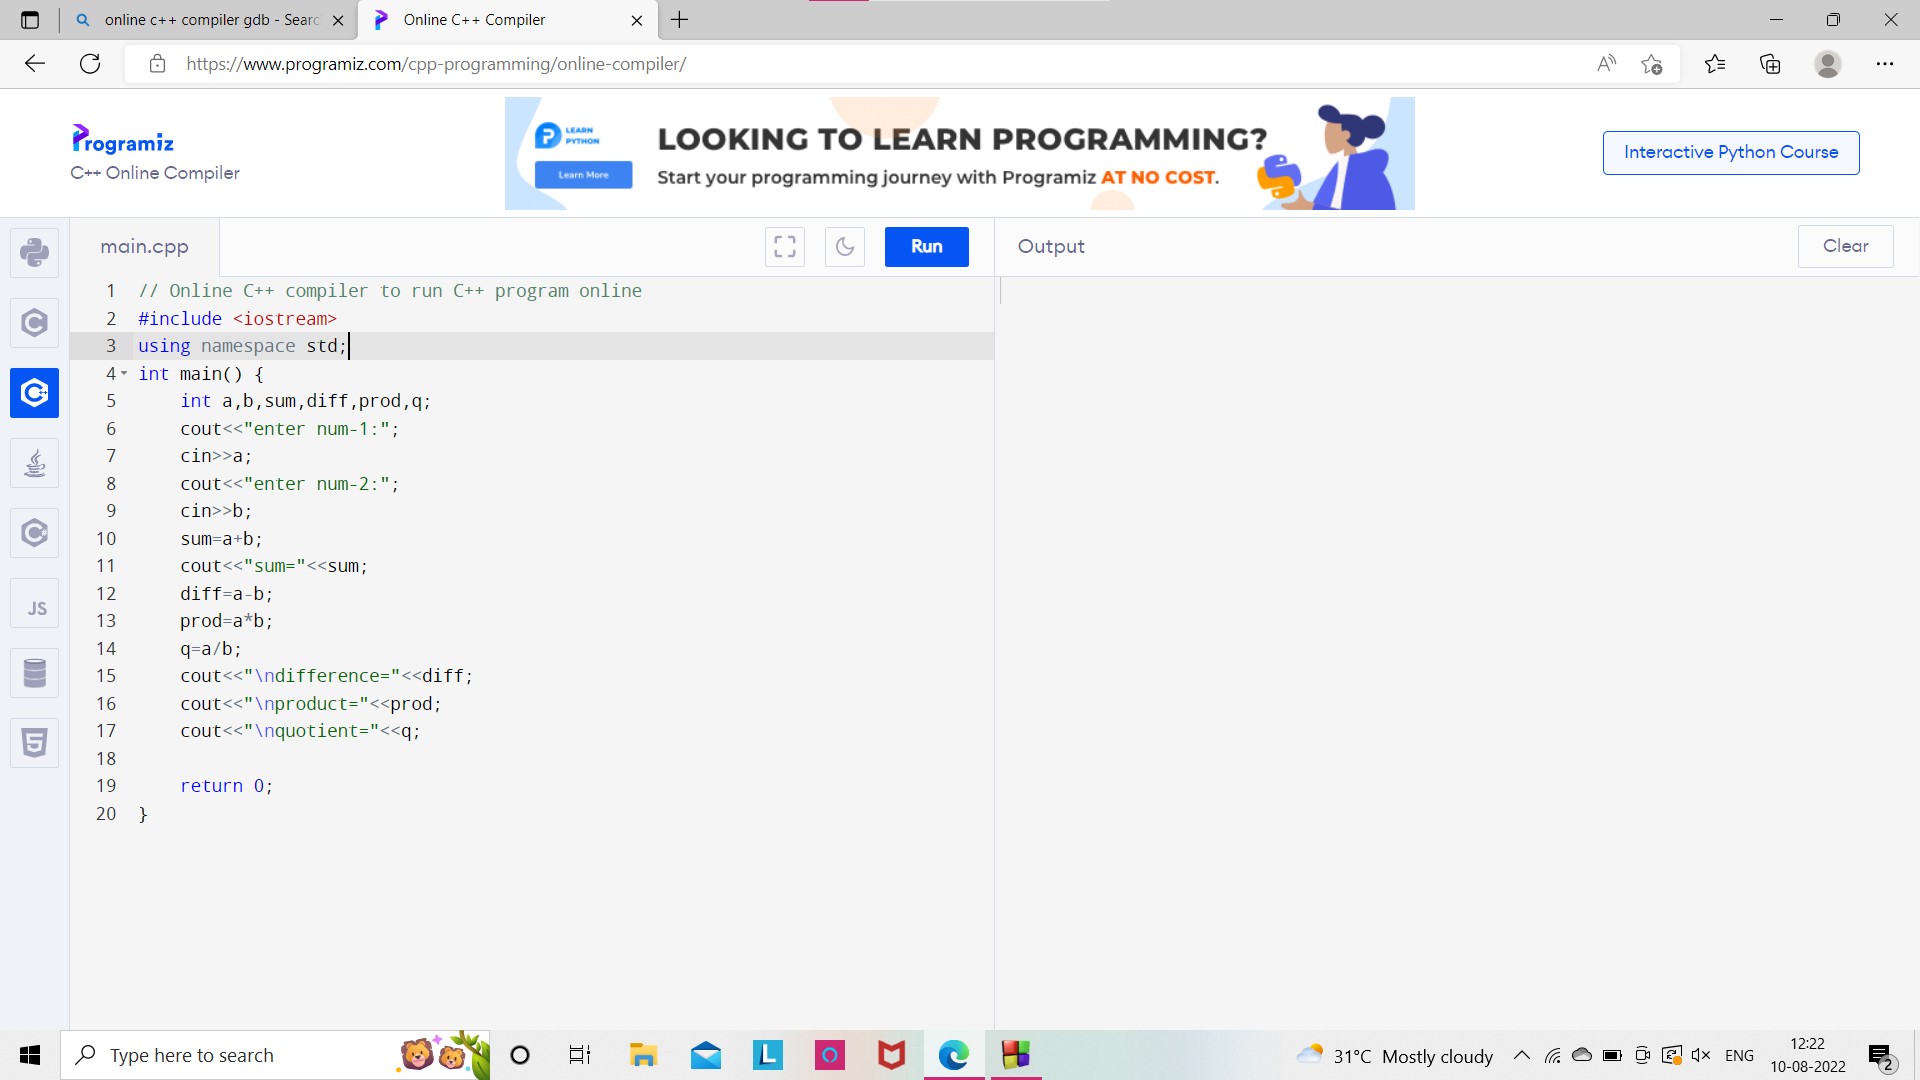 online c++ compiler gdb - Searc
Online C++ Compiler
https://www.programiz.com/cpp-programming/online-compiler/
Programiz
C++ Online Compiler
LEARN PYTHON
Learn More
LOOKING TO LEARN PROGRAMMING?
Start your programming journey with Programiz AT NO COST.
Interactive Python Course
main.cpp
Run
Output
Clear
1 // Online C++ compiler to run C++ program online
2 #include <iostream>
3 using namespace std;
4 int main() {
5     int a,b,sum,diff,prod,q;
6     cout<<"enter num-1:";
7     cin>>a;
8     cout<<"enter num-2:";
9     cin>>b;
10     sum=a+b;
11     cout<<"sum="<<sum;
12     diff=a-b;
13     prod=a*b;
14     q=a/b;
15     cout<<"\ndifference="<<diff;
16     cout<<"\nproduct="<<prod;
17     cout<<"\nquotient="<<q;
18
19     return 0;
20 }
JS
Type here to search
L
31°C Mostly cloudy
ENG
12:22
10-08-2022
2